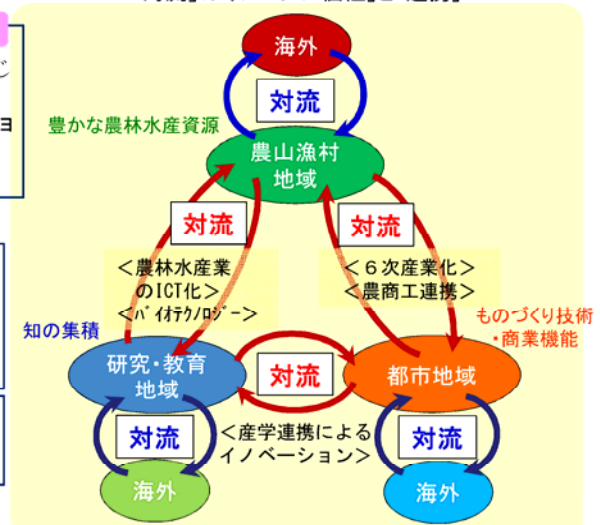 海外
対流
豊かな農林水産資源
農山漁村
地域
対流
対流
＜農林水産業
のICT化＞
＜ﾊﾞｲｵﾃｸﾉﾛｼﾞｰ＞
＜６次産業化＞
＜農商工連携＞
知の集積
ものづくり技術
・商業機能
研究・教育
地域
対流
都市地域
対流
＜産学連携による
イノベーション＞
対流
海外
海外